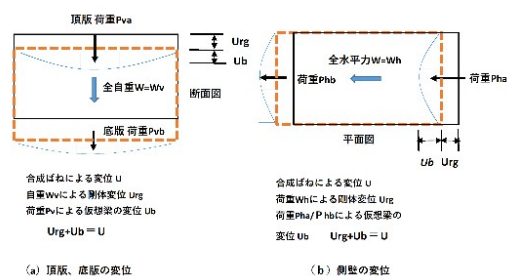 頂版 荷重Pva
Urg
Ub
全自重W=Wv
断面図
底版 荷重Pvb
合成ばねによる変位 U
自重Wvによる剛体変位 Urg
荷重Pvによる仮想梁の変位 Ub
Urg+Ub＝U
（a）頂版、底版の変位
全水平力W=Wh
荷重Phb
荷重Pha
平面図
Ub Urg
合成ばねによる変位 U
荷重Whによる剛体変位 Urg
荷重Pha/Ｐhbによる仮想梁の
変位 Ub Urg+Ub＝U
（ｂ）側壁の変位